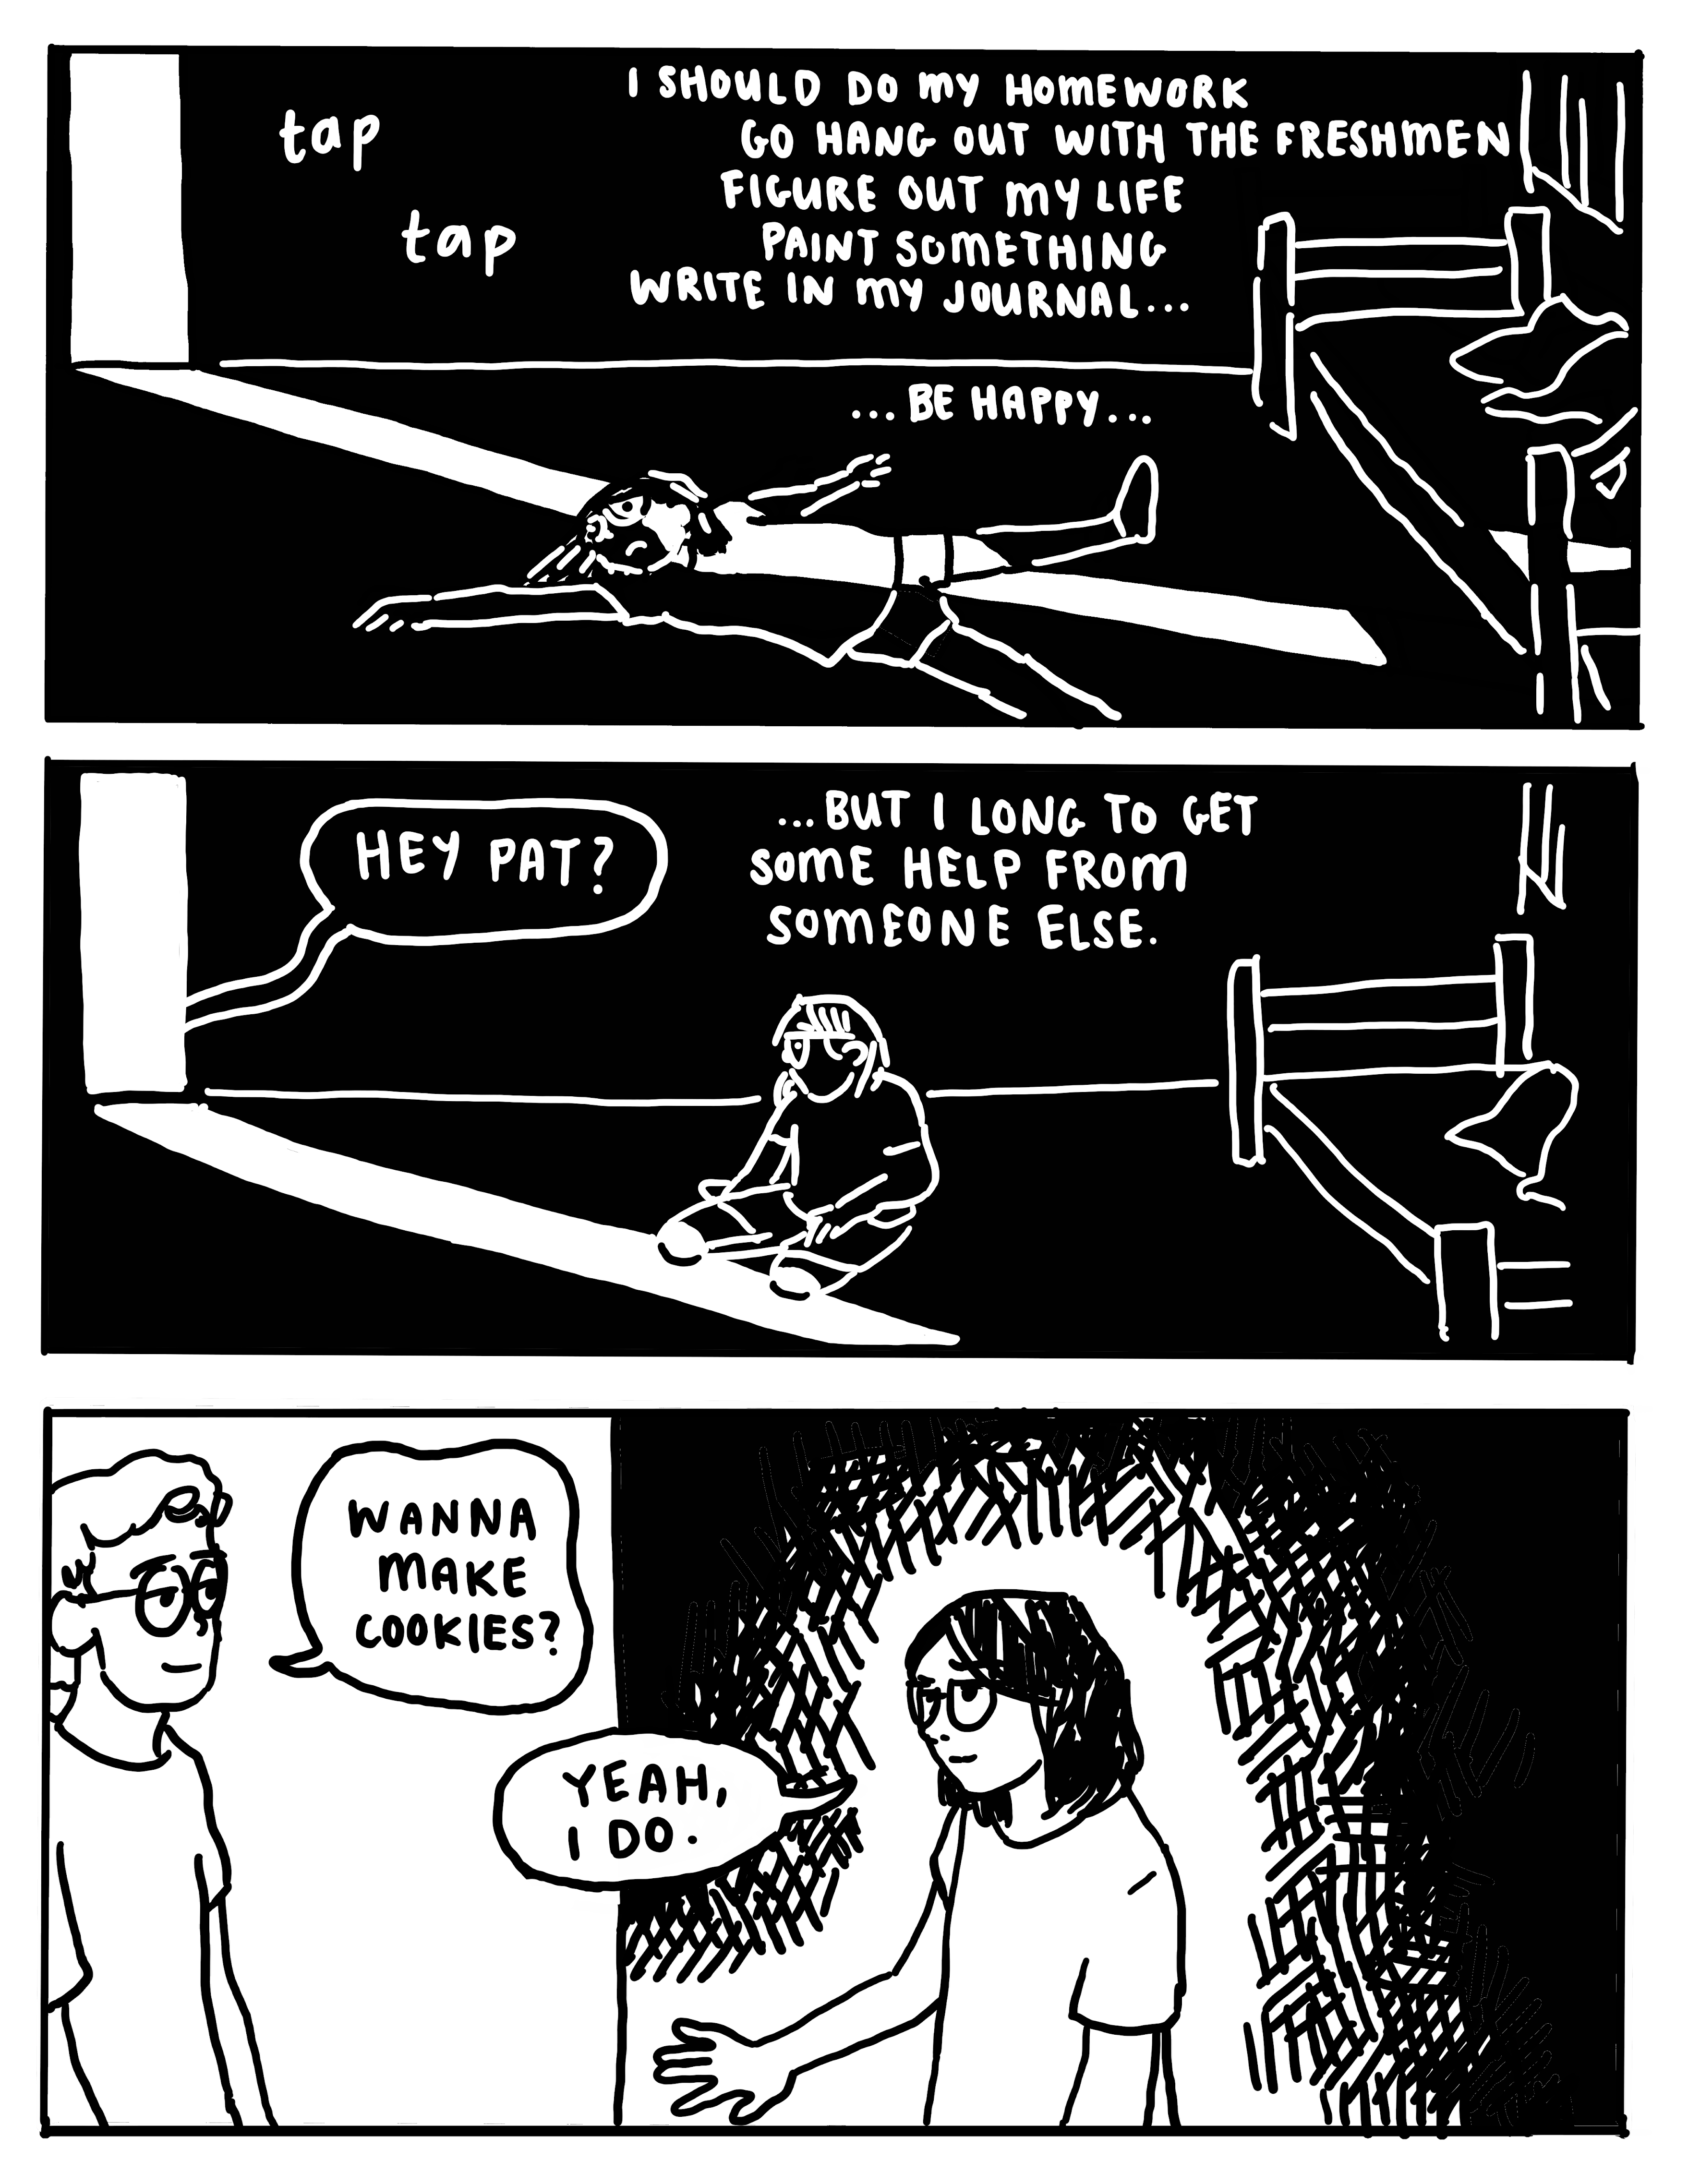 tap
tap
I SHOULD DO MY HOMEWORK
GO HANG OUT WITH THE FRESHMEN
FIGURE OUT MY LIFE
PAINT SOMETHING
WRITE IN MY JOURNAL...
...BE HAPPY...
HEY PAT?
...BUT I LONG TO GET
SOME HELP FROM
SOMEONE ELSE.
WANNA
MAKE
COOKIES?
YEAH,
I DO.